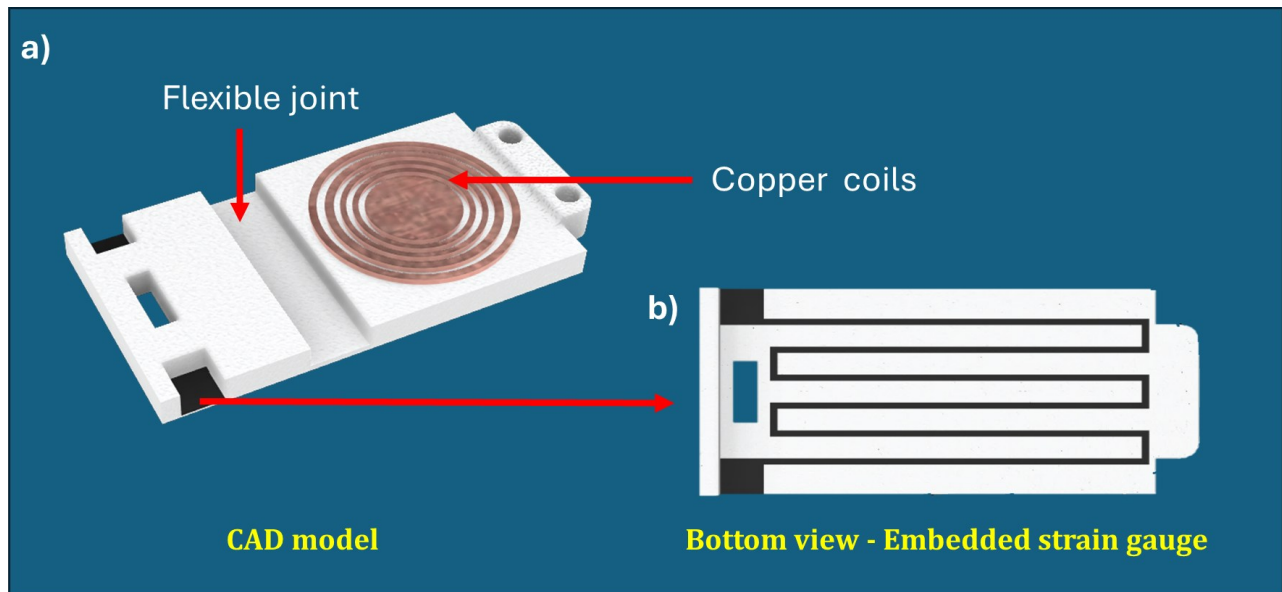 a)
Flexible joint
Copper coils
b)
CAD model
Bottom view - Embedded strain gauge